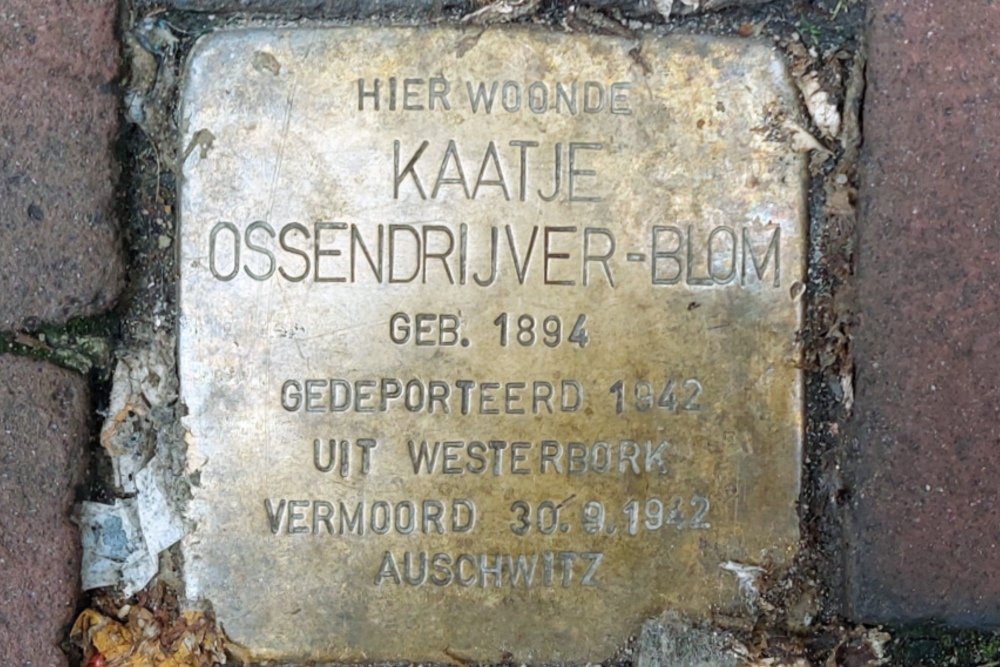 HIER WOONDE
KAATJE
OSSENDRIJVER-BLOM
GEB. 1894
GEDEPORTEERD 1942
UIT WESTERBORK
VERMOORD 30.9.1942
AUSCHWITZ